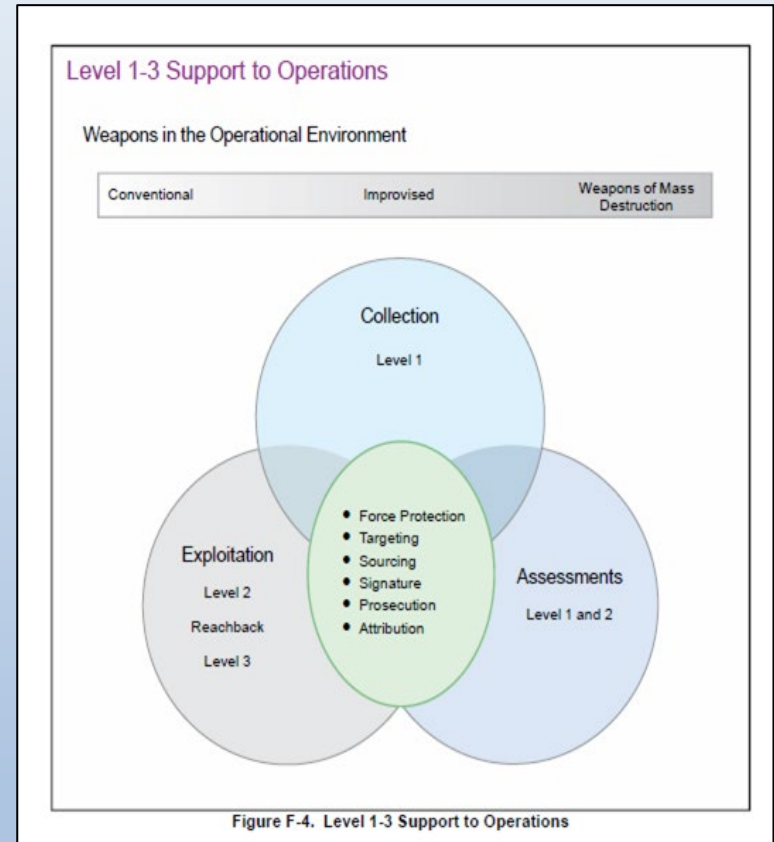 Level 1-3 Support to Operations
Weapons in the Operational Environment
Conventional
Improvised
Weapons of Mass
Destruction
Collection
Level 1
Exploitation
Level 2
Reachback
Level 3
• Force Protection
• Targeting
• Sourcing
• Signature
• Prosecution
• Attribution
Assessments
Level 1 and 2
Figure F-4. Level 1-3 Support to Operations